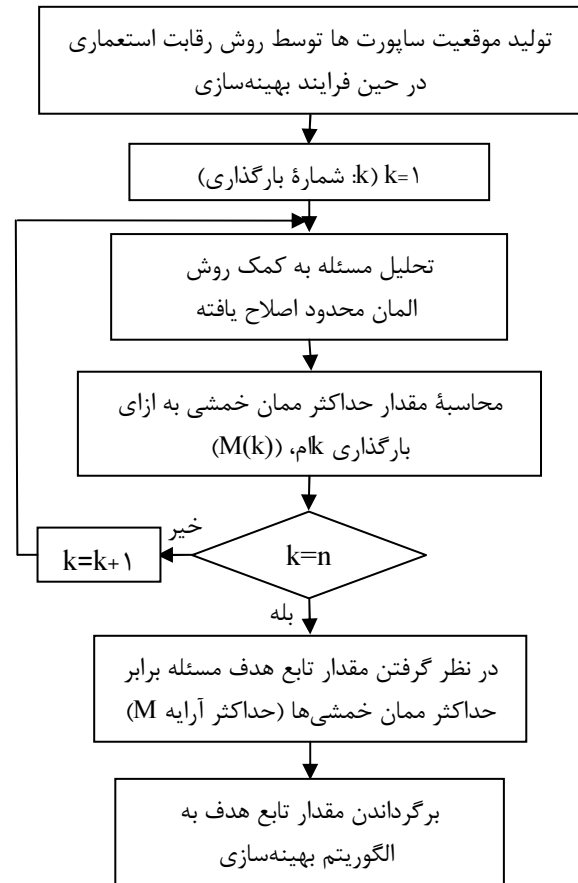 تولید موقعیت ساپورت ها توسط روش رقابت استعماری
در حین فرایند بهینه‌سازی
k=۱ (k: شمارۀ بارگذاری)
تحلیل مسئله به کمک روش
المان محدود اصلاح یافته
محاسبۀ مقدار حداکثر ممان خمشی به ازای
بارگذاری kام، (M(k))
k=n
خیر
k=k+۱
بله
در نظر گرفتن مقدار تابع هدف مسئله برابر
حداکثر ممان خمشی‌ها (حداکثر آرایه M)
برگرداندن مقدار تابع هدف به
الگوریتم بهینه‌سازی